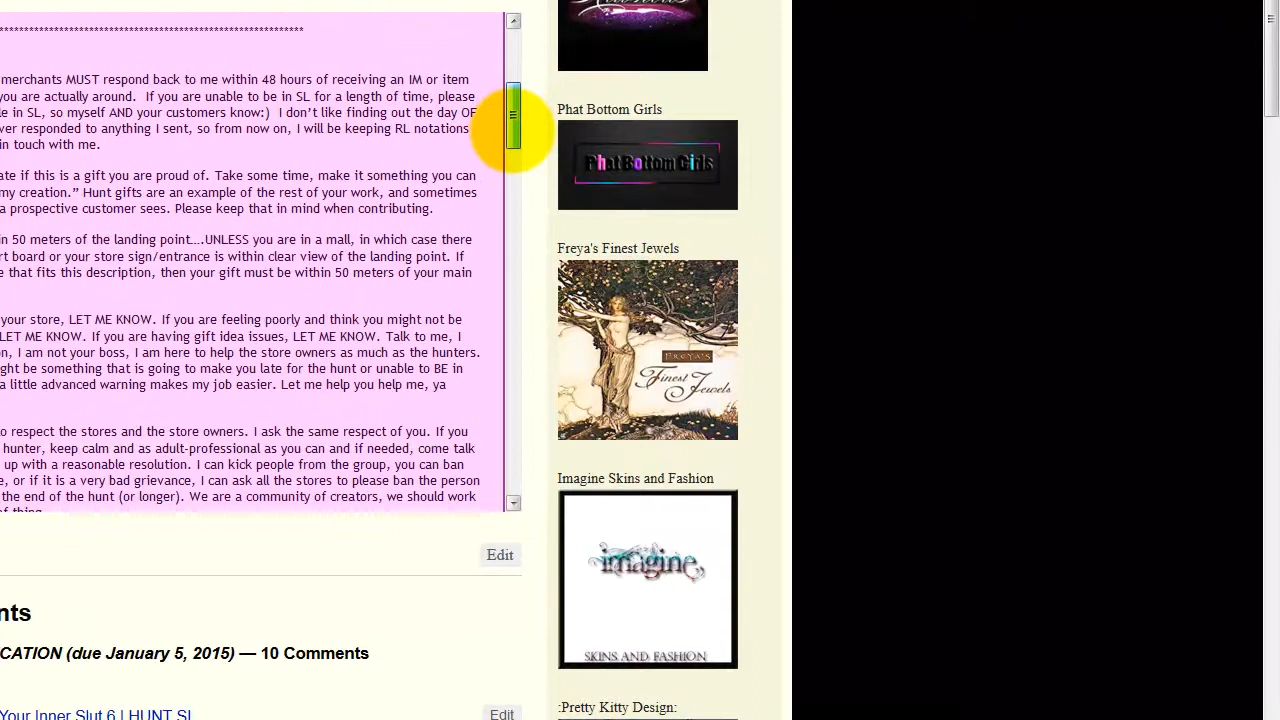 ***********************************************************************
merchants MUST respond back to me within 48 hours of receiving an IM or item
you are actually around.  If you are unable to be in SL for a length of time, please
le in SL, so myself AND your customers know:)  I don't like finding out the day OF
ver responded to anything I sent, so from now on, I will be keeping RL notations
in touch with me.
ate if this is a gift you are proud of. Take some time, make it something you can
my creation.” Hunt gifts are an example of the rest of your work, and sometimes
a prospective customer sees. Please keep that in mind when contributing.
in 50 meters of the landing point....UNLESS you are in a mall, in which case there
rt board or your store sign/entrance is within clear view of the landing point. If
e that fits this description, then your gift must be within 50 meters of your main
your store, LET ME KNOW. If you are feeling poorly and think you might not be
LET ME KNOW. If you are having gift idea issues, LET ME KNOW. Talk to me, I
on, I am not your boss, I am here to help the store owners as much as the hunters.
ght be something that is going to make you late for the hunt or unable to BE in
a little advanced warning makes my job easier. Let me help you help me, ya
o respect the stores and the store owners. I ask the same respect of you. If you
hunter, keep calm and as adult-professional as you can and if needed, come talk
up with a reasonable resolution. I can kick people from the group, you can ban
e, or if it is a very bad grievance, I can ask all the stores to please ban the person
the end of the hunt (or longer). We are a community of creators, we should work
of thing.
Edit
nts
CATION (due January 5, 2015) — 10 Comments
Your Inner Slut 6 | HUNT SL
Edit
Phat Bottom Girls
Phat Bottom Girls
Freya's Finest Jewels
FREYA'S
Finest Jewels
Imagine Skins and Fashion
imagine
SKINS AND FASHION
:Pretty Kitty Design: